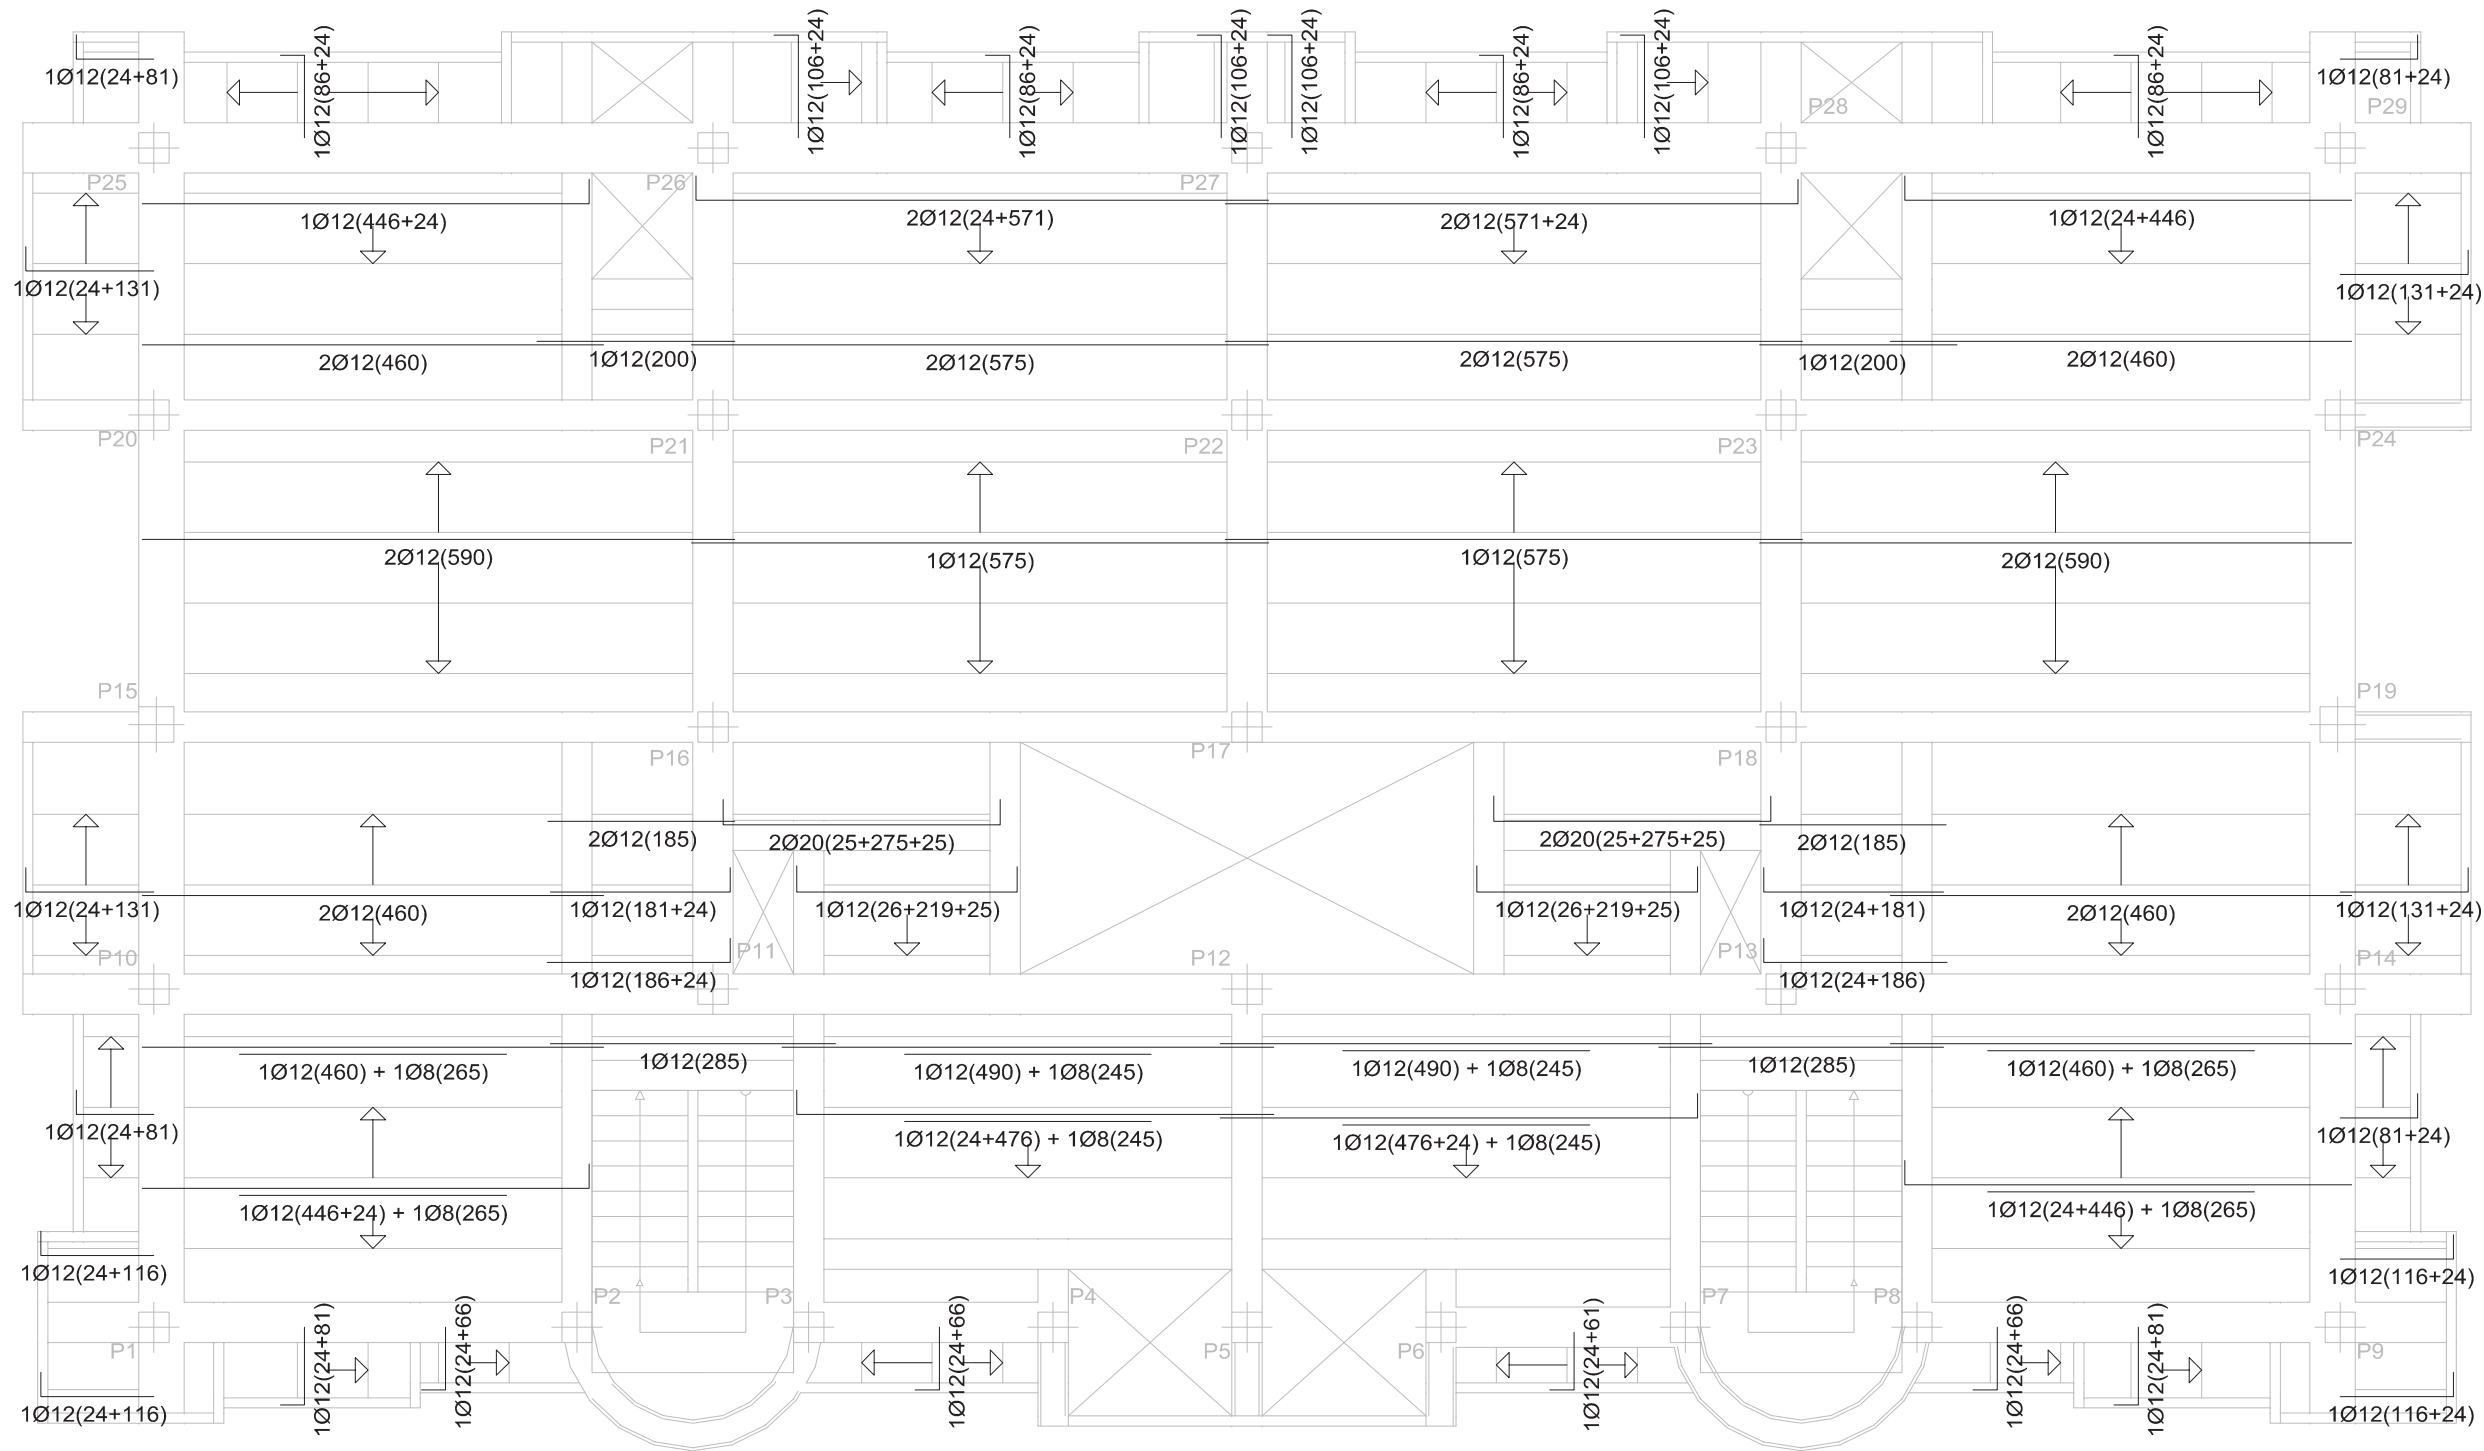 1Ø12(24+81)
1Ø12(86+24)
1Ø12(106+24)
1Ø12(86+24)
1Ø12(106+24)
1Ø12(106+24)
1Ø12(86+24)
1Ø12(106+24)
1Ø12(86+24)
1Ø12(81+24)
P28
P29
P25
P26
P27
1Ø12(446+24)
2Ø12(24+571)
2Ø12(571+24)
1Ø12(24+446)
1Ø12(24+131)
1Ø12(131+24)
2Ø12(460)
1Ø12(200)
2Ø12(575)
2Ø12(575)
1Ø12(200)
2Ø12(460)
P20
P21
P22
P23
P24
2Ø12(590)
1Ø12(575)
1Ø12(575)
2Ø12(590)
P15
P19
P16
P17
P18
2Ø12(185)
2Ø20(25+275+25)
2Ø20(25+275+25)
2Ø12(185)
1Ø12(24+131)
2Ø12(460)
1Ø12(181+24)
1Ø12(26+219+25)
1Ø12(26+219+25)
1Ø12(24+181)
2Ø12(460)
1Ø12(131+24)
P10
P11
P12
P13
P14
1Ø12(186+24)
1Ø12(24+186)
1Ø12(460) + 1Ø8(265)
1Ø12(285)
1Ø12(490) + 1Ø8(245)
1Ø12(490) + 1Ø8(245)
1Ø12(285)
1Ø12(460) + 1Ø8(265)
1Ø12(24+81)
1Ø12(24+476) + 1Ø8(245)
1Ø12(476+24) + 1Ø8(245)
1Ø12(81+24)
1Ø12(446+24) + 1Ø8(265)
1Ø12(24+446) + 1Ø8(265)
1Ø12(24+116)
1Ø12(116+24)
P2
P3
P4
P7
P8
P1
P5
P6
P9
1Ø12(24+81)
1Ø12(24+66)
1Ø12(24+66)
1Ø12(24+61)
1Ø12(24+66)
1Ø12(24+81)
1Ø12(24+116)
1Ø12(116+24)